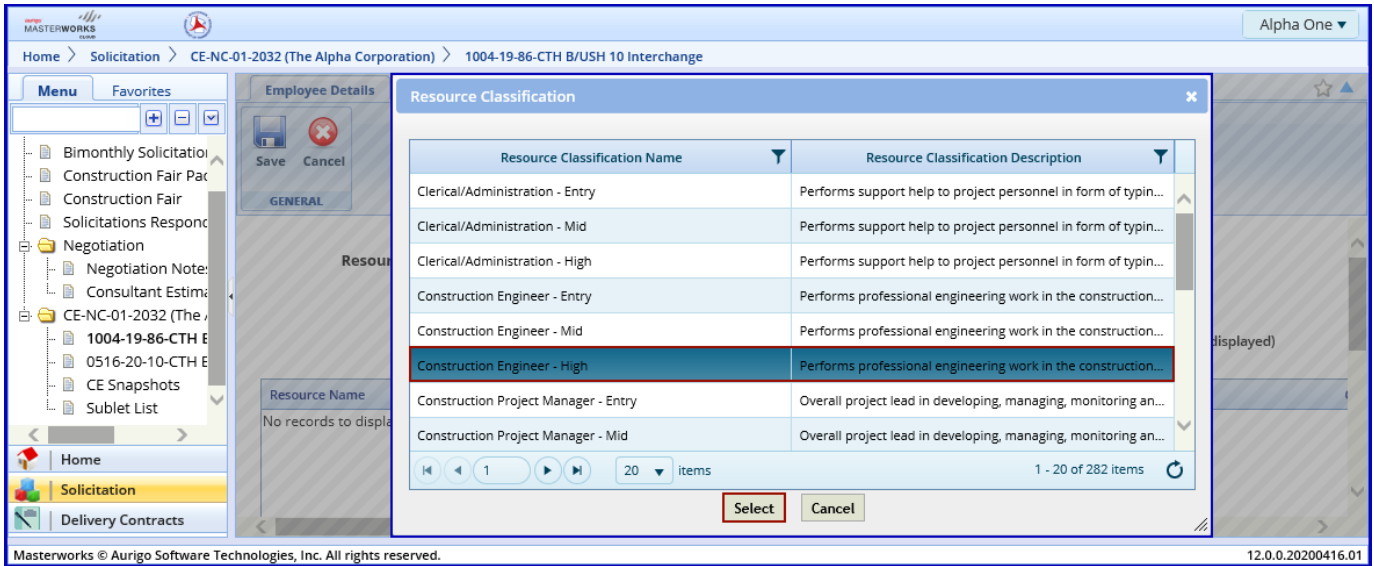 aurigo
MASTERWORKS
CLOUD
Alpha One ▼
Home > Solicitation > CE-NC-01-2032 (The Alpha Corporation) > 1004-19-86-CTH B/USH 10 Interchange
Menu
Favorites
Bimonthly Solicitation
Construction Fair Pac
Construction Fair
Solicitations Respond
Negotiation
Negotiation Notes
Consultant Estima
CE-NC-01-2032 (The
1004-19-86-CTH B
0516-20-10-CTH B
CE Snapshots
Sublet List
Home
Solicitation
Delivery Contracts
Employee Details
Save
Cancel
GENERAL
Resour
displayed)
Resource Name
No records to displa
Resource Classification
Resource Classification Name
Resource Classification Description
Clerical/Administration - Entry
Performs support help to project personnel in form of typin...
Clerical/Administration - Mid
Performs support help to project personnel in form of typin...
Clerical/Administration - High
Performs support help to project personnel in form of typin...
Construction Engineer - Entry
Performs professional engineering work in the construction...
Construction Engineer - Mid
Performs professional engineering work in the construction...
Construction Engineer - High
Performs professional engineering work in the construction...
Construction Project Manager - Entry
Overall project lead in developing, managing, monitoring an...
Construction Project Manager - Mid
Overall project lead in developing, managing, monitoring an...
1
20 ▼ items
1 - 20 of 282 items
Select
Cancel
Masterworks © Aurigo Software Technologies, Inc. All rights reserved.
12.0.0.20200416.01